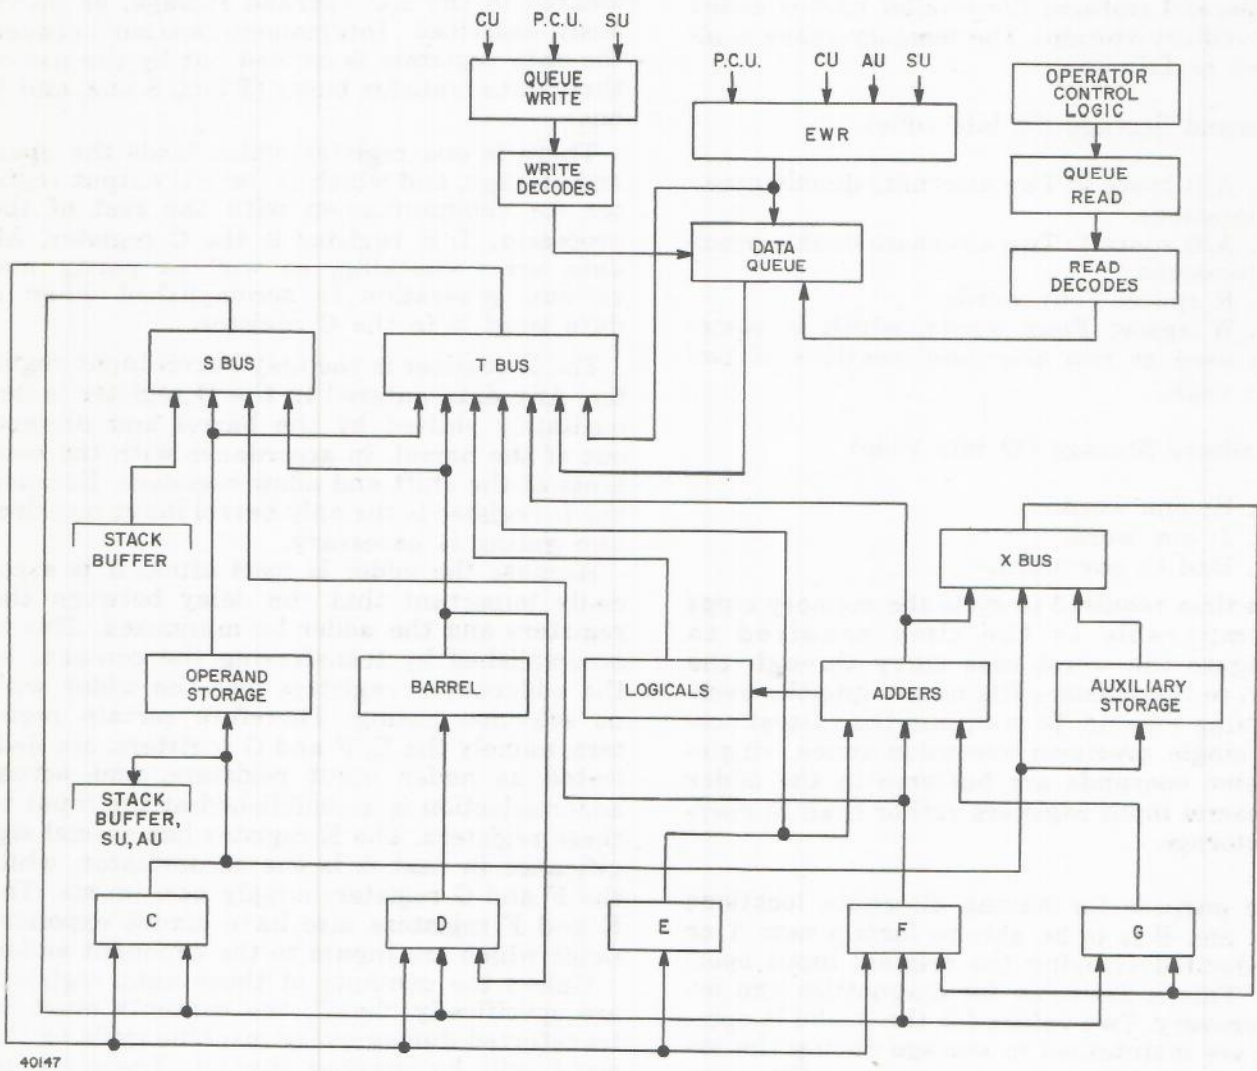 CU P.C.U. SU
QUEUE
WRITE
WRITE
DECODES
P.C.U. CU AU SU
EWR
DATA
QUEUE
OPERATOR
CONTROL
LOGIC
QUEUE
READ
READ
DECODES
S BUS
T BUS
X BUS
STACK
BUFFER
OPERAND
STORAGE
BARREL
LOGICALS
ADDERS
AUXILIARY
STORAGE
STACK
BUFFER,
SU, AU
C
D
E
F
G
40147